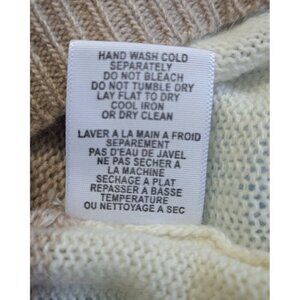 HAND WASH COLD
SEPARATELY
DO NOT BLEACH
DO NOT TUMBLE DRY
LAY FLAT TO DRY
COOL IRON
OR DRY CLEAN
LAVER A LA MAIN A FROID
SEPAREMENT
PAS D'EAU DE JAVEL
NE PAS SECHER A
LA MACHINE
SECHAGE A PLAT
REPASSER A BASSE
TEMPERATURE
OU NETTOYAGE A SEC